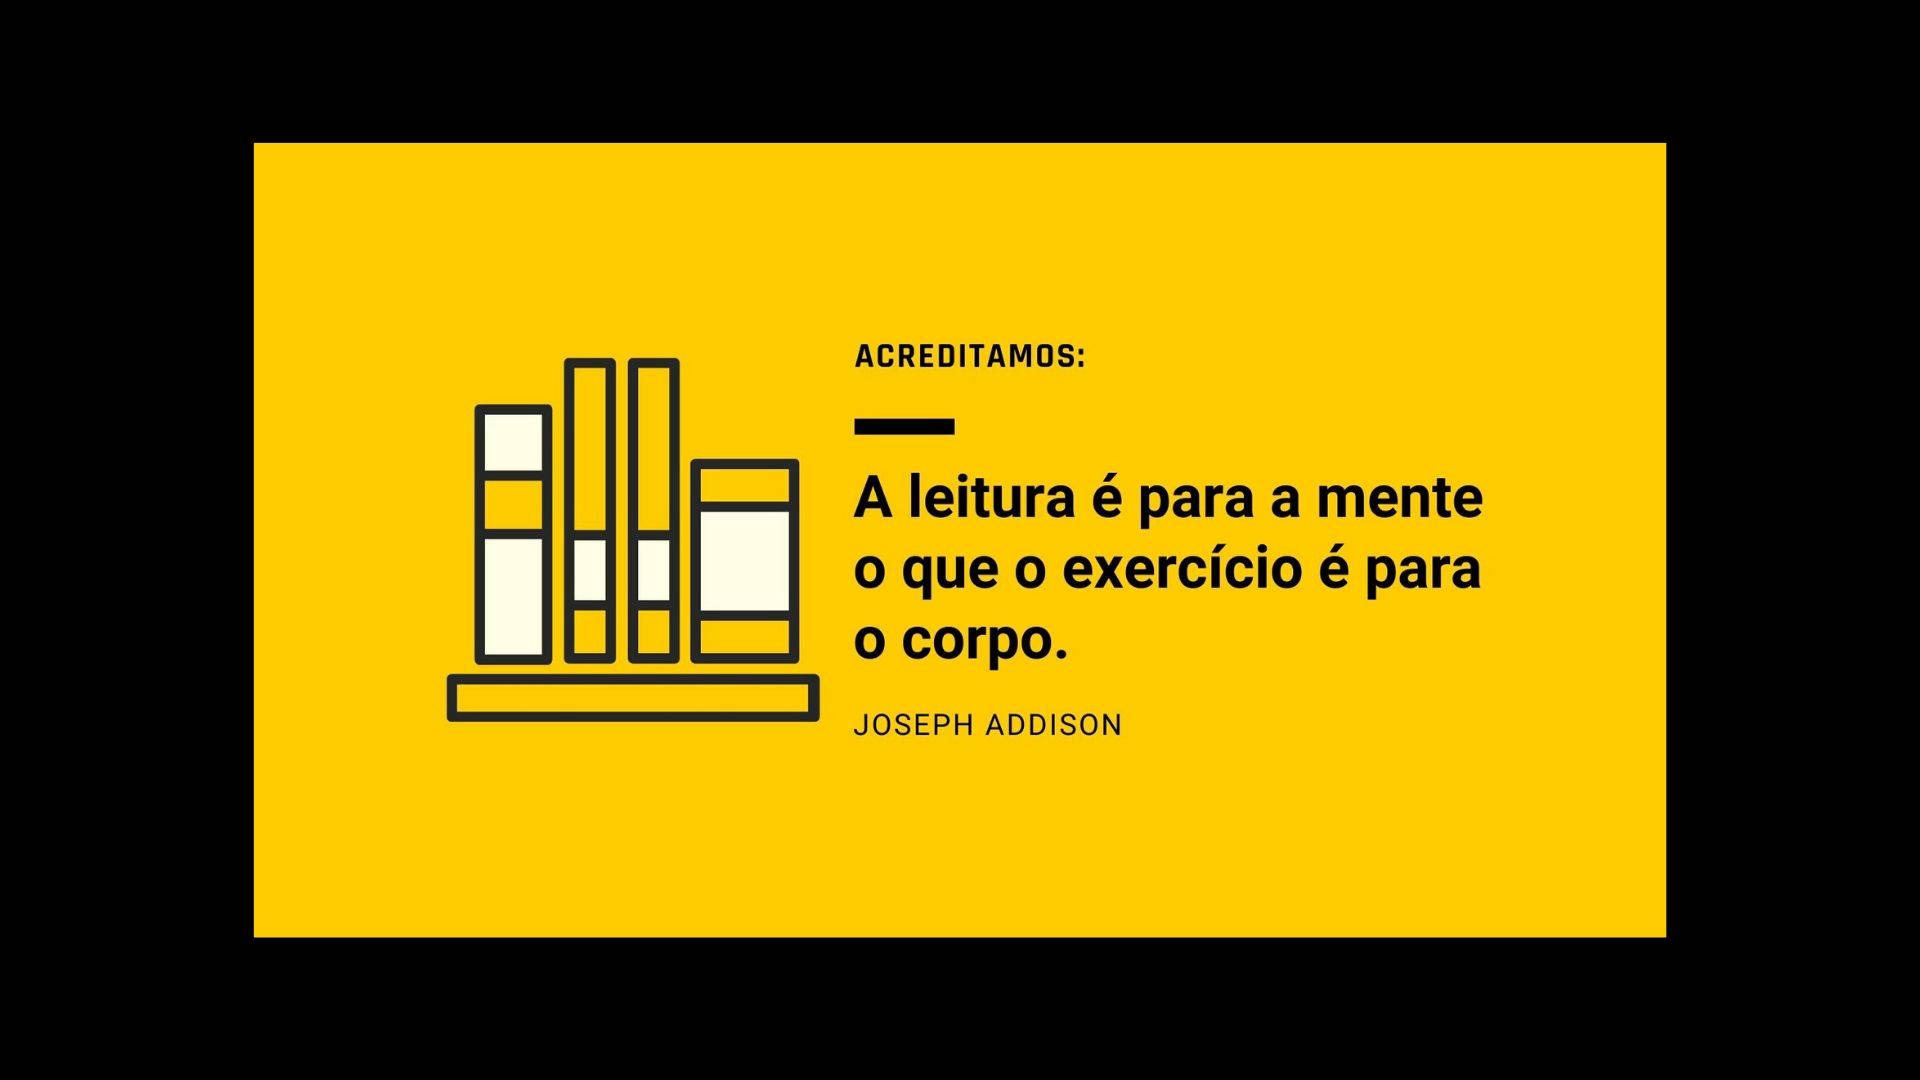 ACREDITAMOS:
A leitura é para a mente
o que o exercício é para
o corpo.
JOSEPH ADDISON